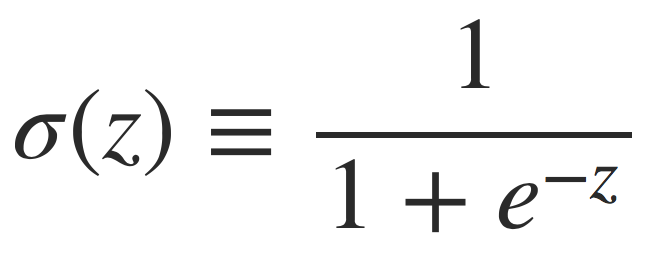 σ(z) ≡ 1 / (1 + e^{-z})